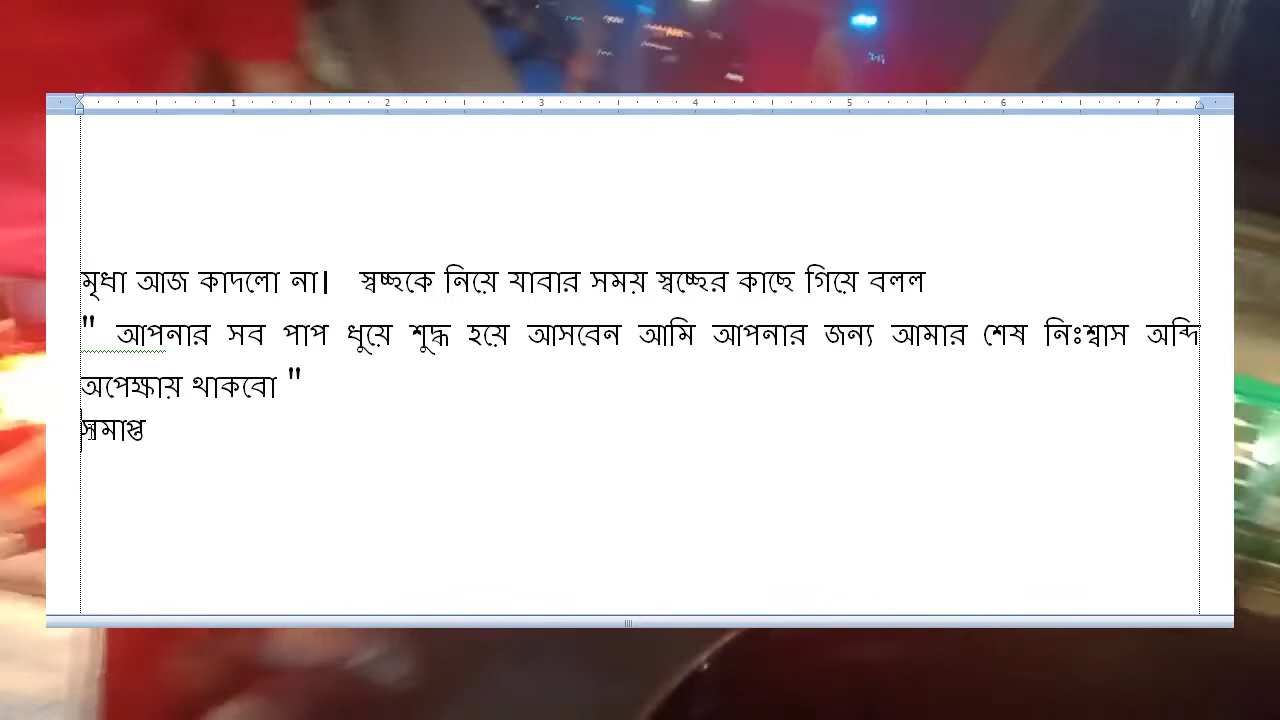 মৃধা আজ কাদলো না। স্বচ্ছকে নিয়ে যাবার সময় স্বচ্ছের কাছে গিয়ে বলল
" আপনার সব পাপ ধুয়ে শুদ্ধ হয়ে আসবেন আমি আপনার জন্য আমার শেষ নিঃশ্বাস অব্দি
অপেক্ষায় থাকবো "
সমাপ্ত